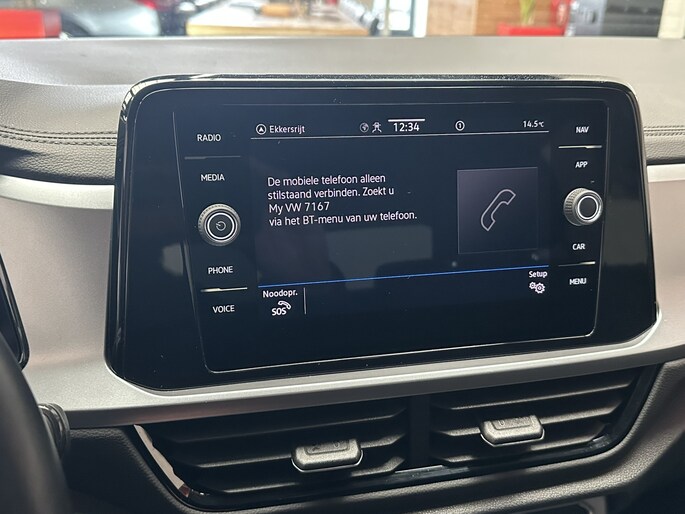 RADIO
MEDIA
PHONE
VOICE
Ekkersrijt
12:34
1
14.5°C
De mobiele telefoon alleen
stilstaand verbinden. Zoekt u
My VW 7167
via het BT-menu van uw telefoon.
Noodopr.
SOS
Setup
NAV
APP
CAR
MENU